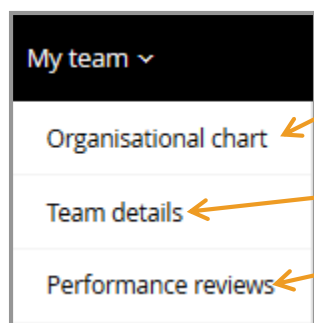 My team
Organisational chart
Team details
Performance reviews